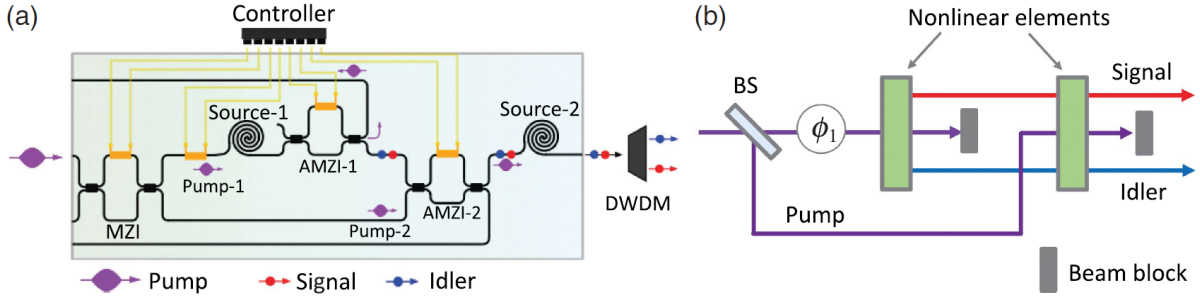 (a)
Controller
Source-1
Source-2
AMZI-1
Pump-1
MZI
Pump-2
AMZI-2
DWDM
Pump
Signal
Idler
(b)
Nonlinear elements
BS
Signal
ϕ1
Pump
Idler
Beam block